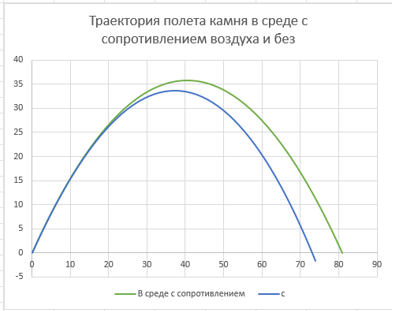 Траектория полета камня в среде с
сопротивлением воздуха и без
40
35
30
25
20
15
10
5
0
-5
0 10 20 30 40 50 60 70 80 90
В среде с сопротивлением с